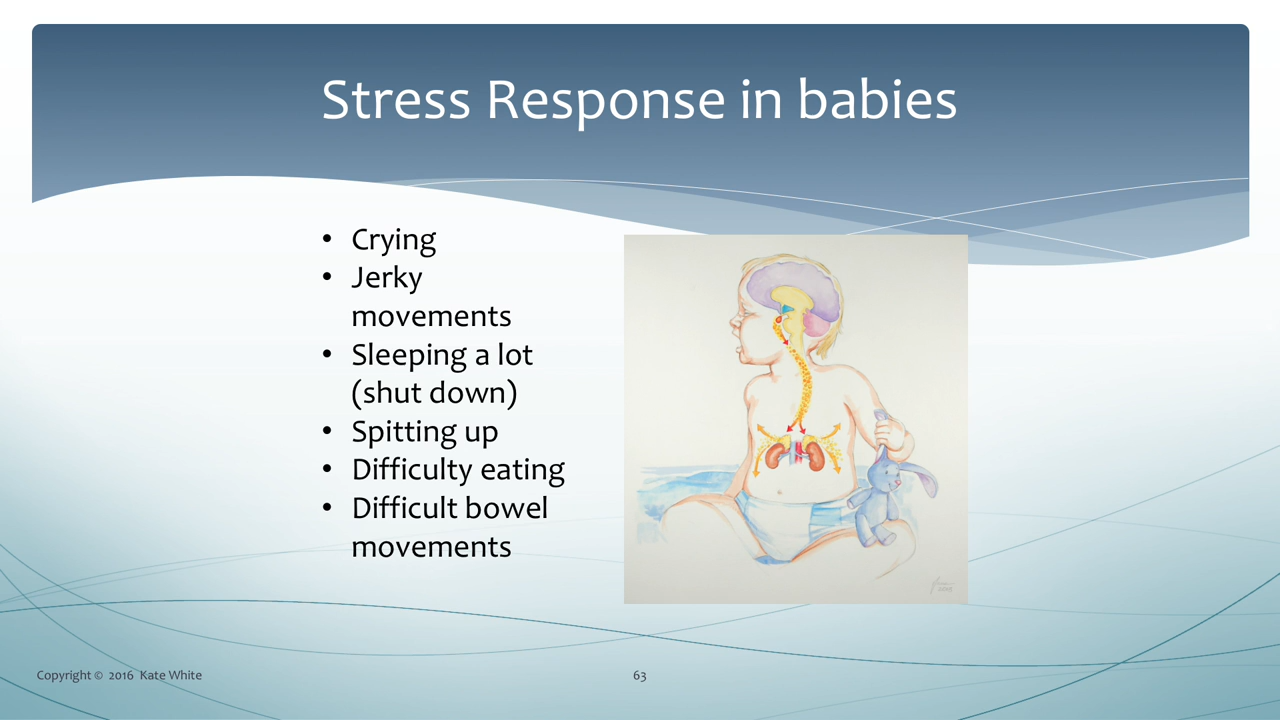 Stress Response in babies
• Crying
• Jerky
movements
• Sleeping a lot
(shut down)
• Spitting up
• Difficulty eating
• Difficult bowel
movements
Copyright © 2016 Kate White
63